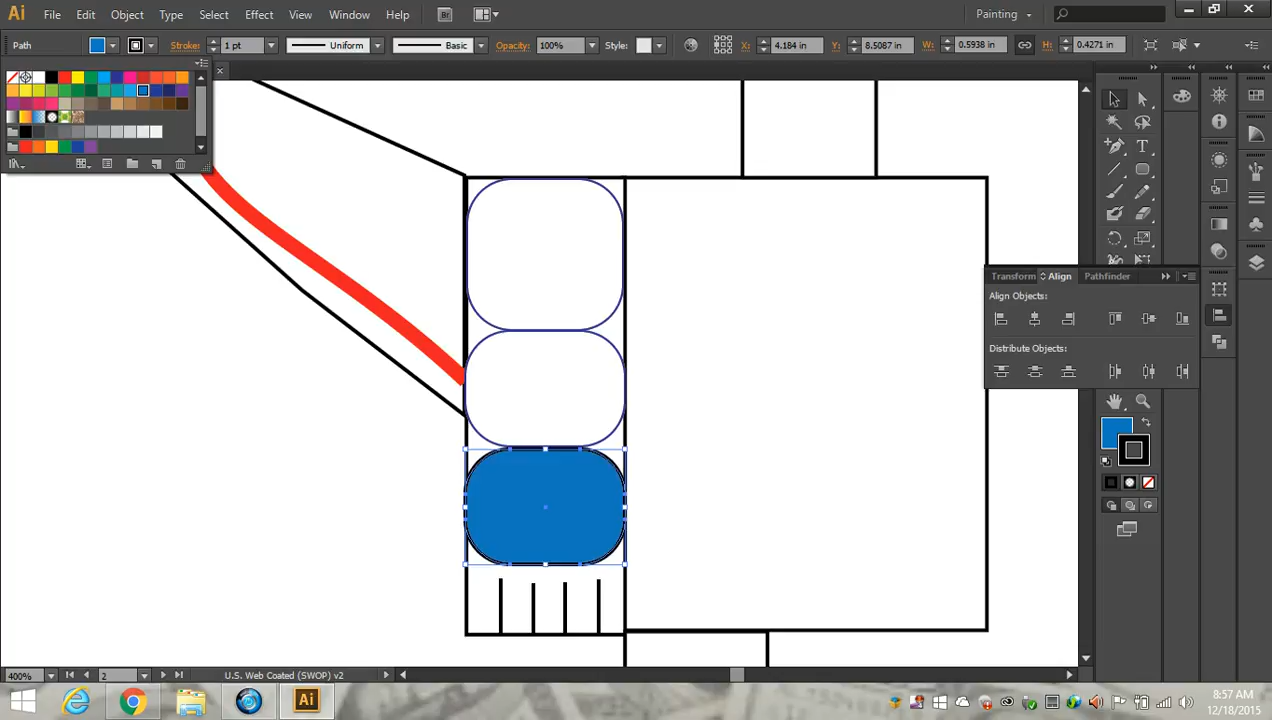 Ai File Edit Object Type Select Effect View Window Help Br Painting
Path Stroke: 1 pt Uniform Basic Opacity: 100% Style: X: 4.184 in Y: 8.5087 in W: 0.5938 in H: 0.4271 in
Transform Align Pathfinder
Align Objects:
Distribute Objects:
400% 2 U.S. Web Coated (SWOP) v2
Ai
8:57 AM
12/18/2015